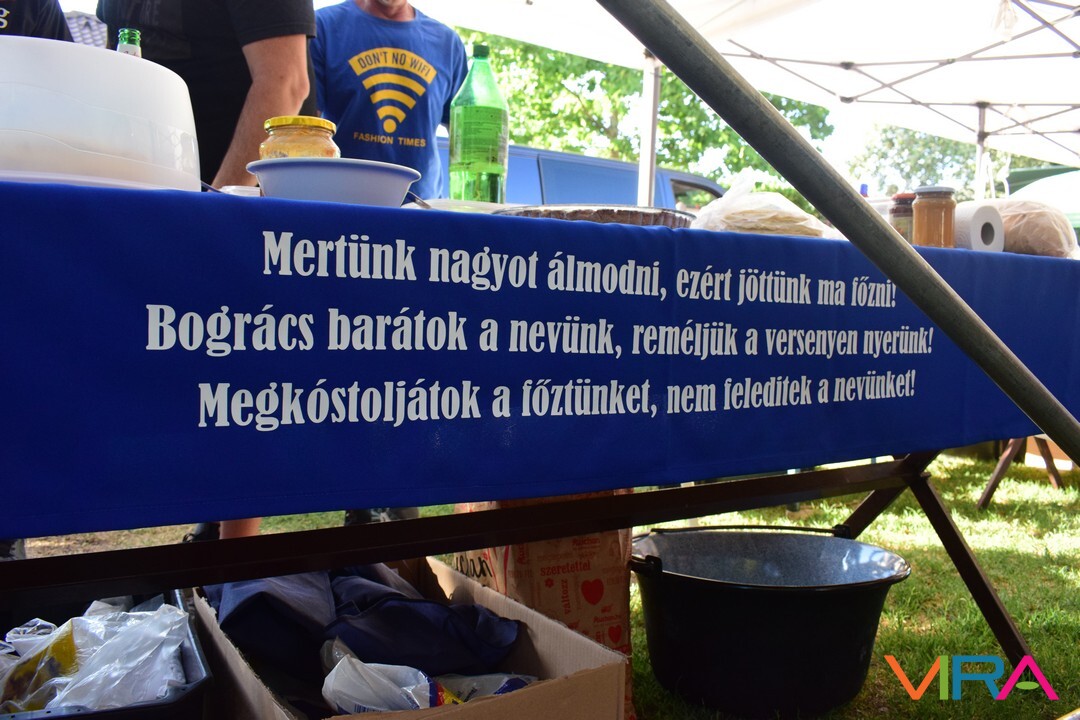 DON'T NO WIFI
FASHION TIMES
Mertünk nagyot álmodni, ezért jöttünk ma főzni!
Bogrács barátok a nevünk, reméljük a versenyen nyerünk!
Megkóstoljátok a főztünket, nem feleditek a nevünket!
szeretettel
VIRA